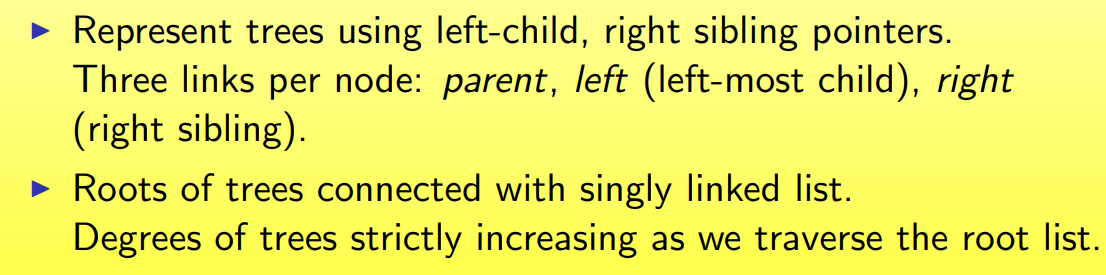 ▶ Represent trees using left-child, right sibling pointers.
Three links per node: parent, left (left-most child), right
(right sibling).
▶ Roots of trees connected with singly linked list.
Degrees of trees strictly increasing as we traverse the root list.